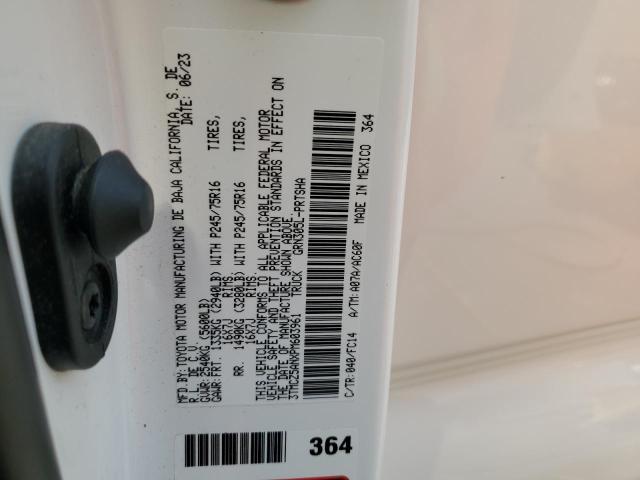 MFD.BY:TOYOTA MOTOR MANUFACTURING DE BAJA CALIFORNIA, S. DE
R.L. DE C.V. DATE: 06/23
GVWR: 2540KG (5600LB)
GAWR: FRT. 1335KG (2940LB) WITH P245/75R16 TIRES,
16X7J RIMS.
RR. 1490KG (3280LB) WITH P245/75R16 TIRES,
16X7J RIMS.
THIS VEHICLE CONFORMS TO ALL APPLICABLE FEDERAL MOTOR
VEHICLE SAFETY AND THEFT PREVENTION STANDARDS IN EFFECT ON
THE DATE OF MANUFACTURE SHOWN ABOVE.
3TMCZ5ANXPM603961 TRUCK GRN305L-PRTSHA
C/TR:040/FC14 A/TM:A07A/AC60F MADE IN MEXICO 364
364